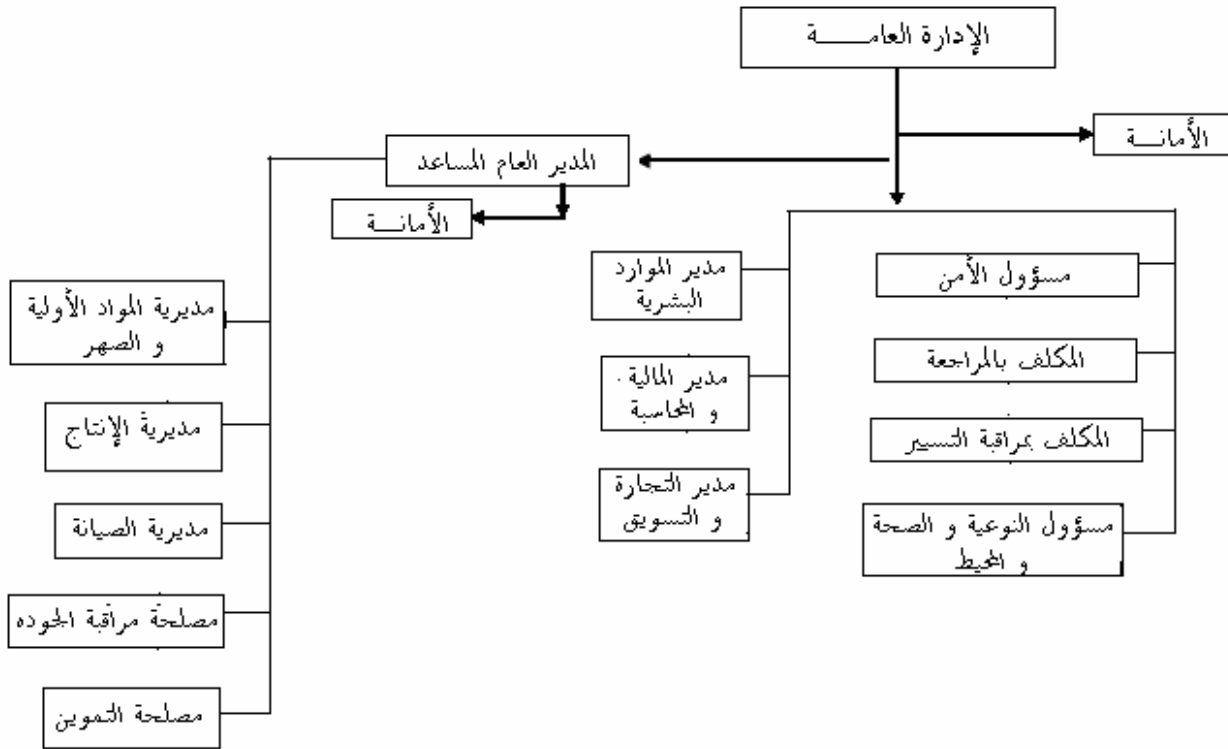 الإدارة العامـــــة
الأمانـــة
المدير العام المساعد
الأمانـــة
مسؤول الأمن
المكلف بالمراجعة
المكلف بمراقبة التسيير
مسؤول النوعية و الصحة
و المحيط
مدير الموارد
البشرية
مدير المالية
و المحاسبة
مدير التجارة
و التسويق
مديرية المواد الأولية
و الصهر
مديرية الإنتاج
مديرية الصيانة
مصلحة مراقبة الجوده
مصلحة التموين